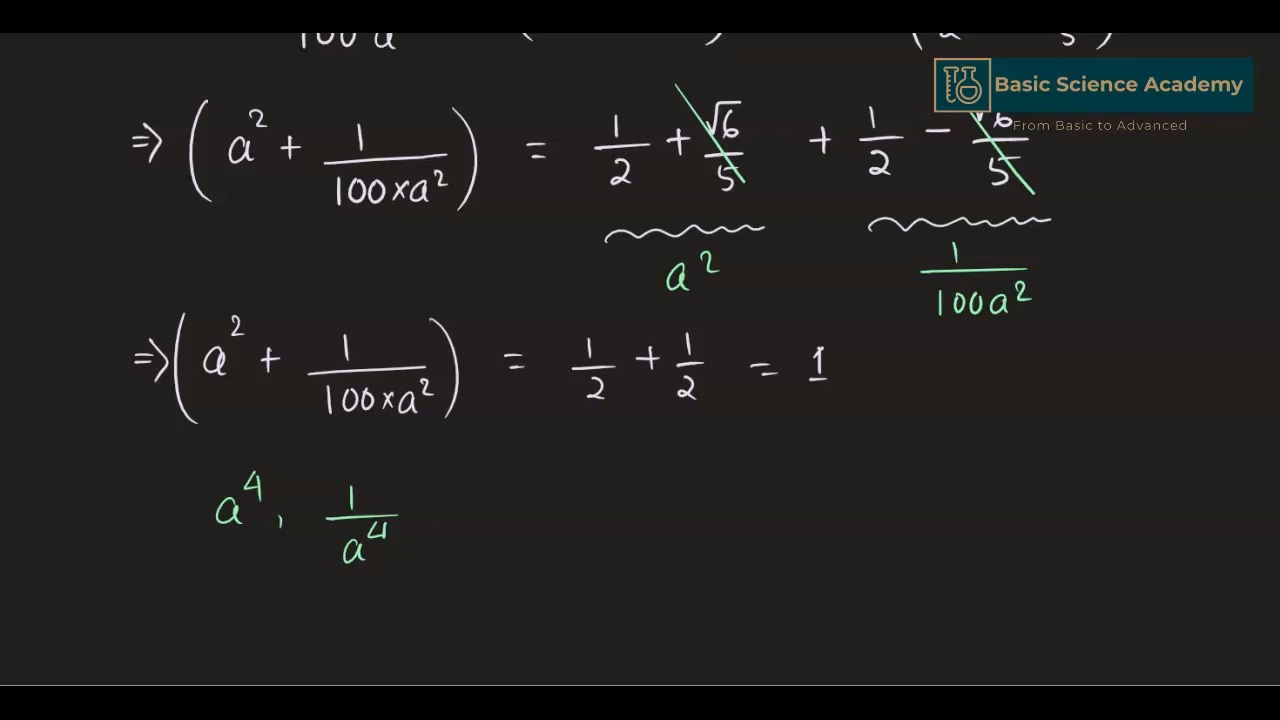 100 a
Basic Science Academy
From Basic to Advanced
⇒ (a² + 1/(100×a²)) = 1/2 + √6/5 + 1/2 − √6/5
a² 1/(100a²)
⇒ (a² + 1/(100×a²)) = 1/2 + 1/2 = 1
a⁴, 1/a⁴